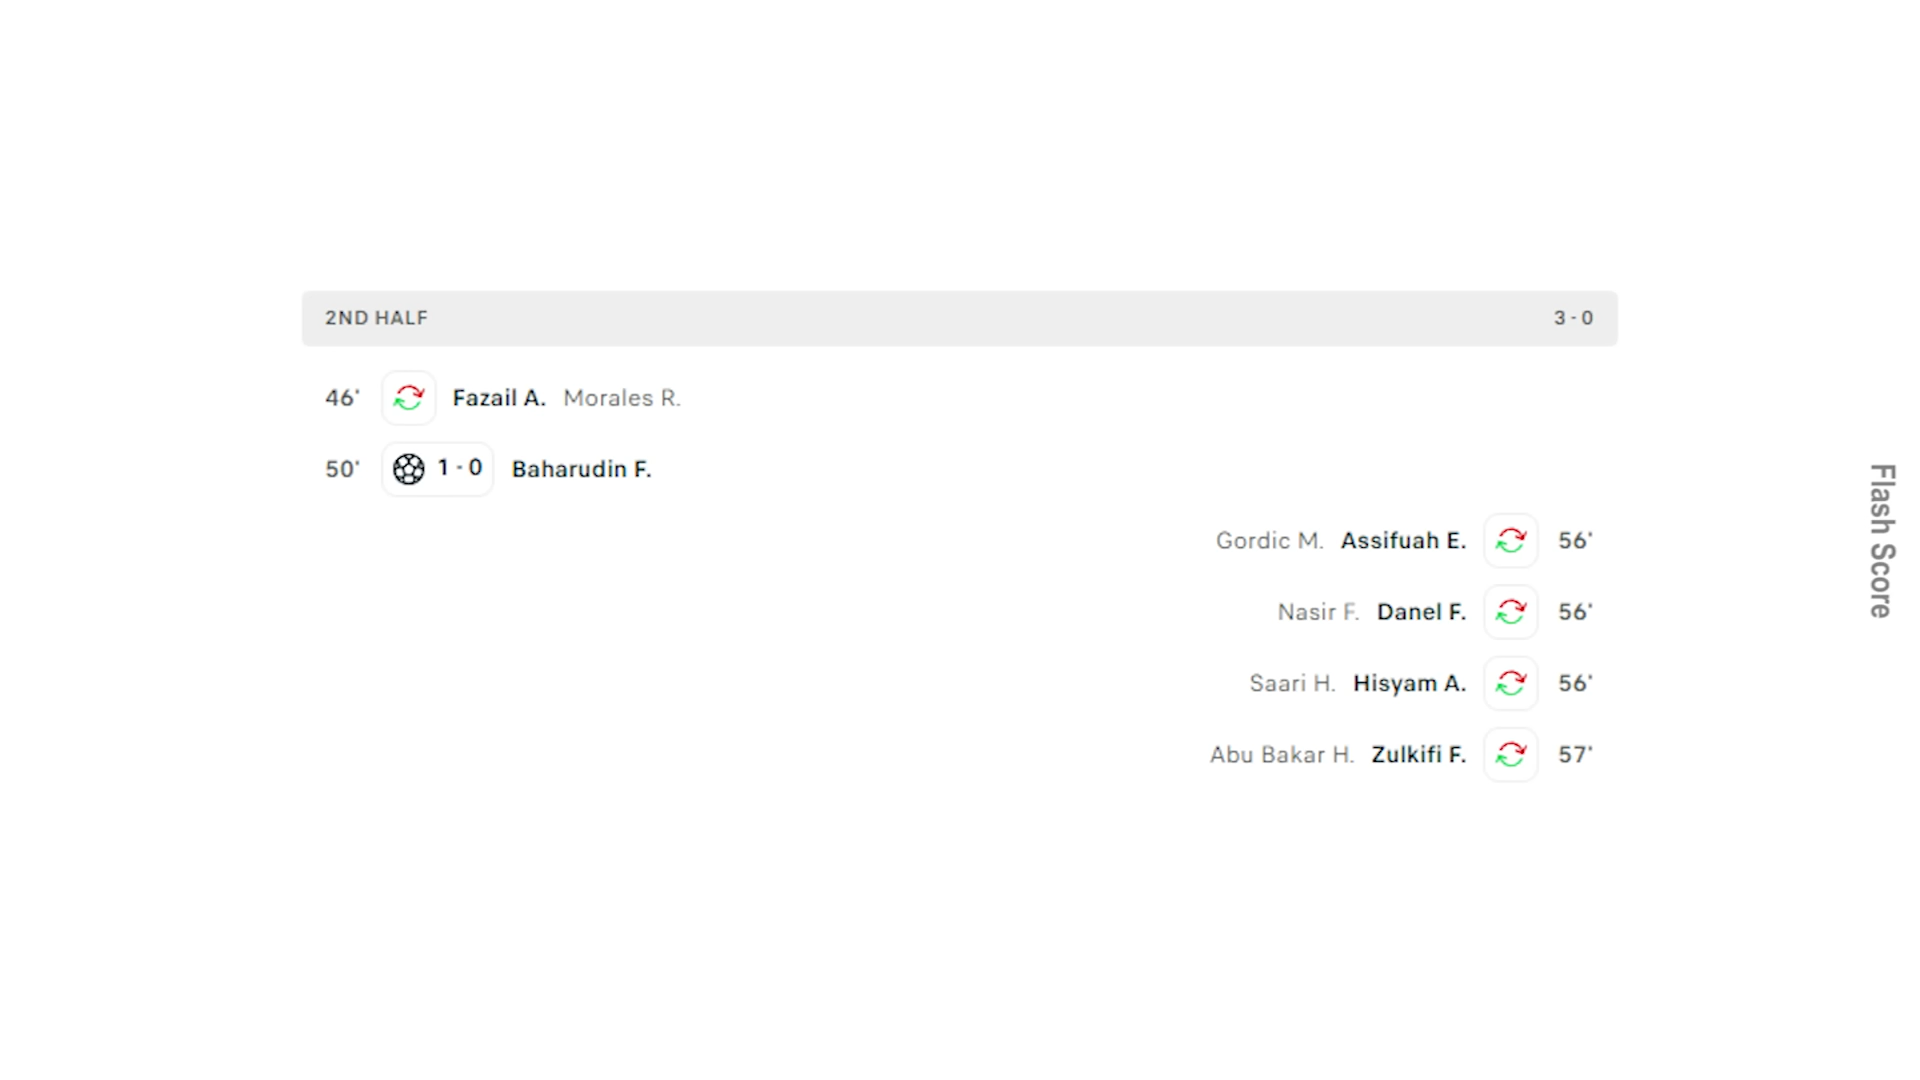 2ND HALF 3 - 0
46' Fazail A. Morales R.
50' 1 - 0 Baharudin F.
Gordic M. Assifuah E. 56'
Nasir F. Danel F. 56'
Saari H. Hisyam A. 56'
Abu Bakar H. Zulkifi F. 57'
Flash Score